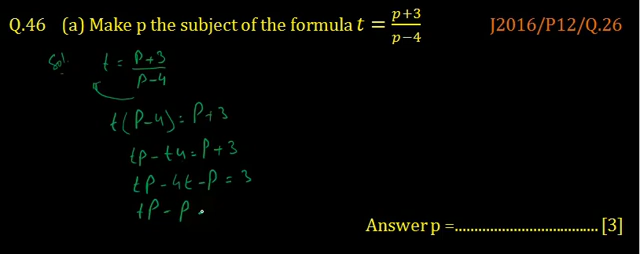 Q.46 (a) Make p the subject of the formula t = (p+3)/(p−4) J2016/P12/Q.26
Sol: t = (P+3)/(P−4)
t(P−4) = P+3
tP − t4 = P+3
tP − 4t − P = 3
tP − P
Answer p =..................................... [3]